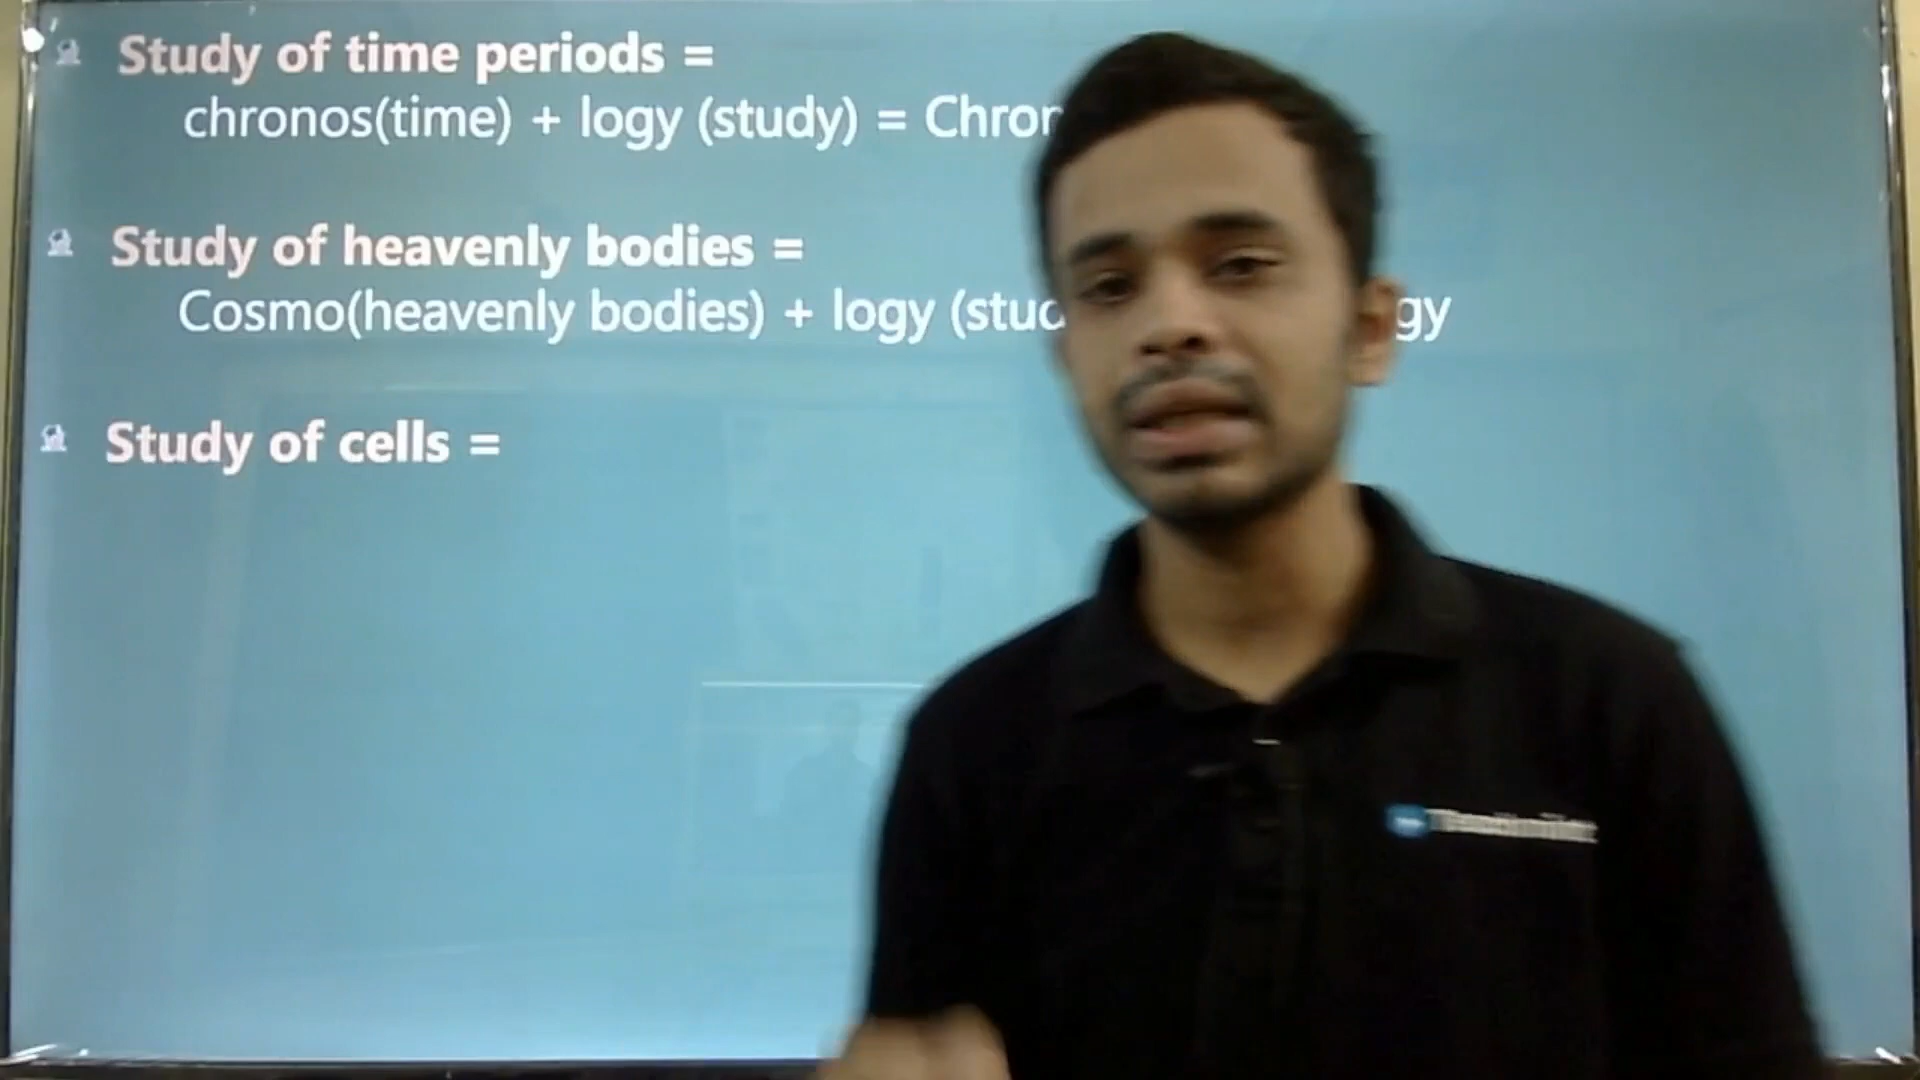 Study of time periods =
chronos(time) + logy (study) = Chron
Study of heavenly bodies =
Cosmo(heavenly bodies) + logy (stud gy
Study of cells =